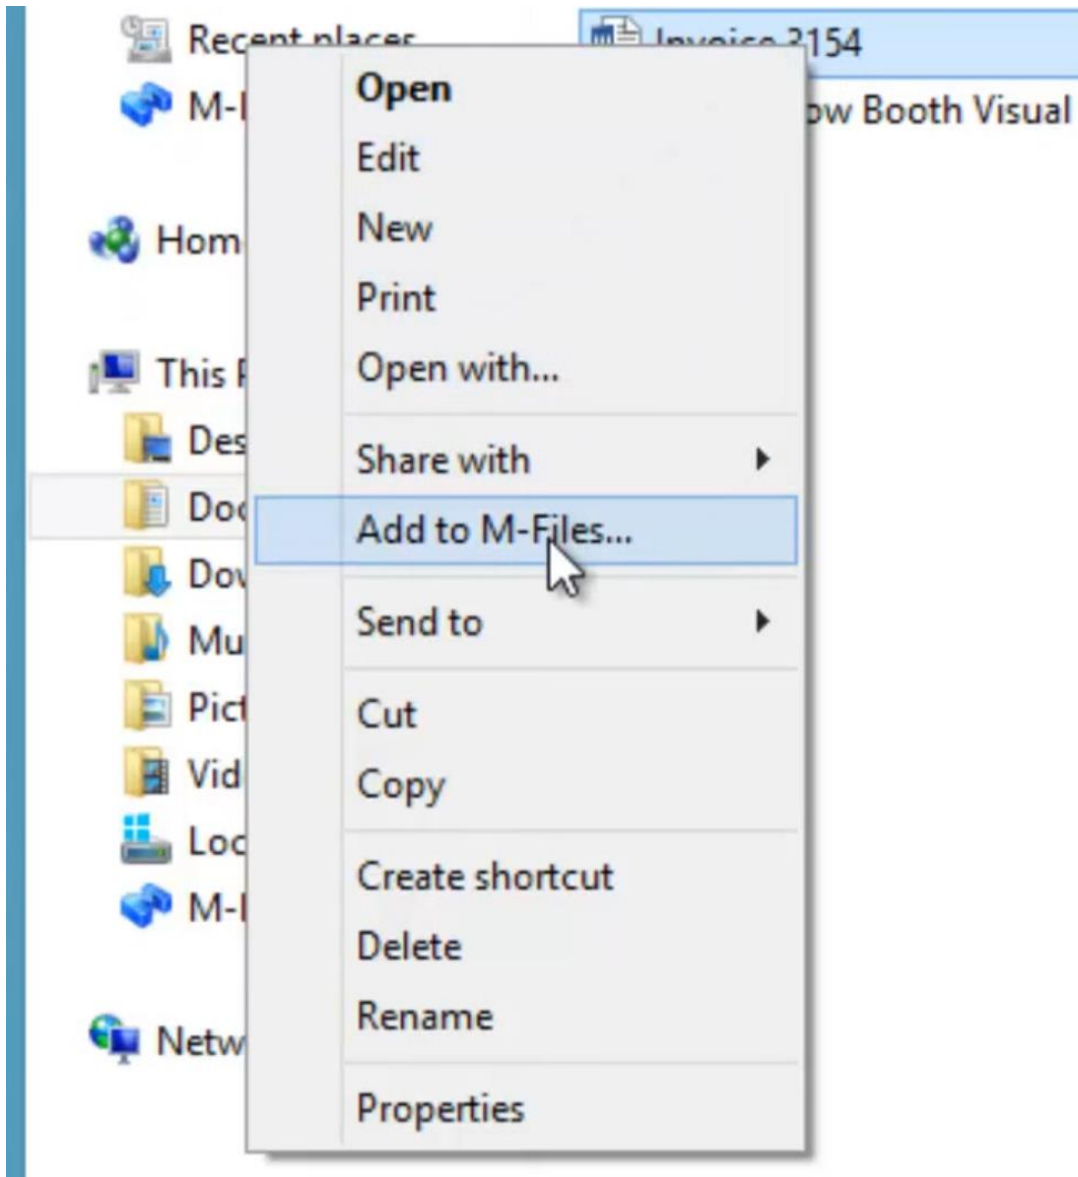 Recent places
Invoice 3154
M-
ow Booth Visual
Hom
This
Des
Doc
Dow
Mu
Pict
Vid
Loc
M-
Netw
Open
Edit
New
Print
Open with...
Share with
Add to M-Files...
Send to
Cut
Copy
Create shortcut
Delete
Rename
Properties